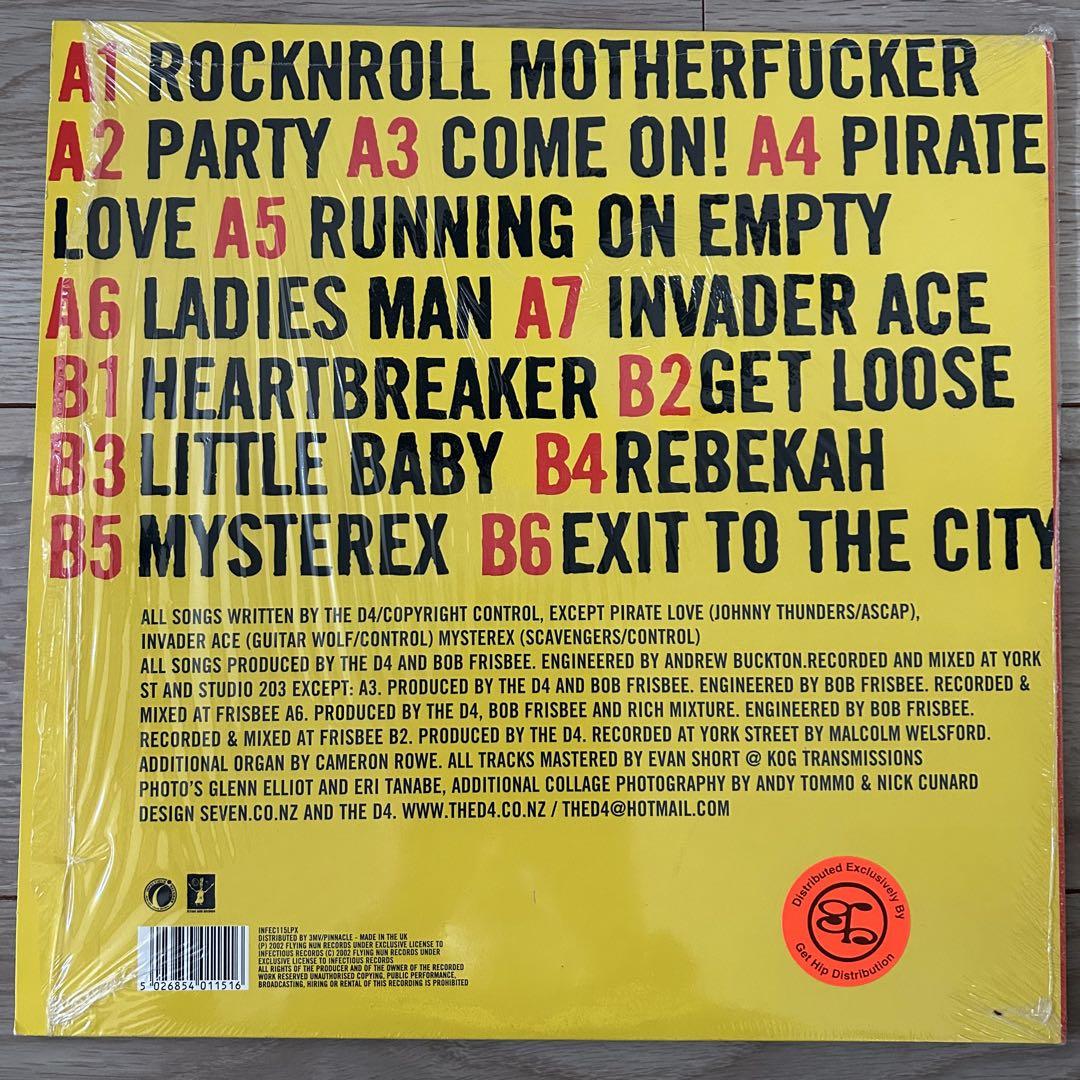 A1 ROCKNROLL MOTHERFUCKER
A2 PARTY A3 COME ON! A4 PIRATE
LOVE A5 RUNNING ON EMPTY
A6 LADIES MAN A7 INVADER ACE
B1 HEARTBREAKER B2 GET LOOSE
B3 LITTLE BABY B4 REBEKAH
B5 MYSTEREX B6 EXIT TO THE CITY
ALL SONGS WRITTEN BY THE D4/COPYRIGHT CONTROL, EXCEPT PIRATE LOVE (JOHNNY THUNDERS/ASCAP),
INVADER ACE (GUITAR WOLF/CONTROL) MYSTEREX (SCAVENGERS/CONTROL)
ALL SONGS PRODUCED BY THE D4 AND BOB FRISBEE. ENGINEERED BY ANDREW BUCKTON.RECORDED AND MIXED AT YORK
ST AND STUDIO 203 EXCEPT: A3. PRODUCED BY THE D4 AND BOB FRISBEE. ENGINEERED BY BOB FRISBEE. RECORDED &
MIXED AT FRISBEE A6. PRODUCED BY THE D4, BOB FRISBEE AND RICH MIXTURE. ENGINEERED BY BOB FRISBEE.
RECORDED & MIXED AT FRISBEE B2. PRODUCED BY THE D4. RECORDED AT YORK STREET BY MALCOLM WELSFORD.
ADDITIONAL ORGAN BY CAMERON ROWE. ALL TRACKS MASTERED BY EVAN SHORT @ KOG TRANSMISSIONS
PHOTO'S GLENN ELLIOT AND ERI TANABE, ADDITIONAL COLLAGE PHOTOGRAPHY BY ANDY TOMMO & NICK CUNARD
DESIGN SEVEN.CO.NZ AND THE D4. WWW.THED4.CO.NZ / THED4@HOTMAIL.COM
Distributed Exclusively By
Get Hip Distribution
INFEC115LPX
DISTRIBUTED BY 3MV/PINNACLE - MADE IN THE UK
(P) 2002 FLYING NUN RECORDS UNDER EXCLUSIVE LICENSE TO
INFECTIOUS RECORDS (C) 2002 FLYING NUN RECORDS UNDER
EXCLUSIVE LICENSE TO INFECTIOUS RECORDS
ALL RIGHTS OF THE PRODUCER AND OF THE OWNER OF THE RECORDED
WORK RESERVED UNAUTHORISED COPYING, PUBLIC PERFORMANCE,
BROADCASTING, HIRING OR RENTAL OF THIS RECORDING IS PROHIBITED
5 026854 011516